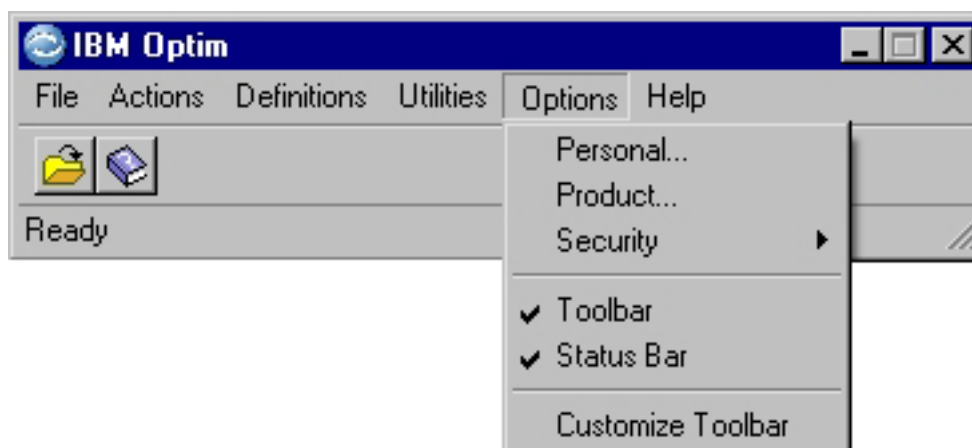 IBM Optim
File Actions Definitions Utilities Options Help
Personal...
Product...
Ready
Security
Toolbar
Status Bar
Customize Toolbar